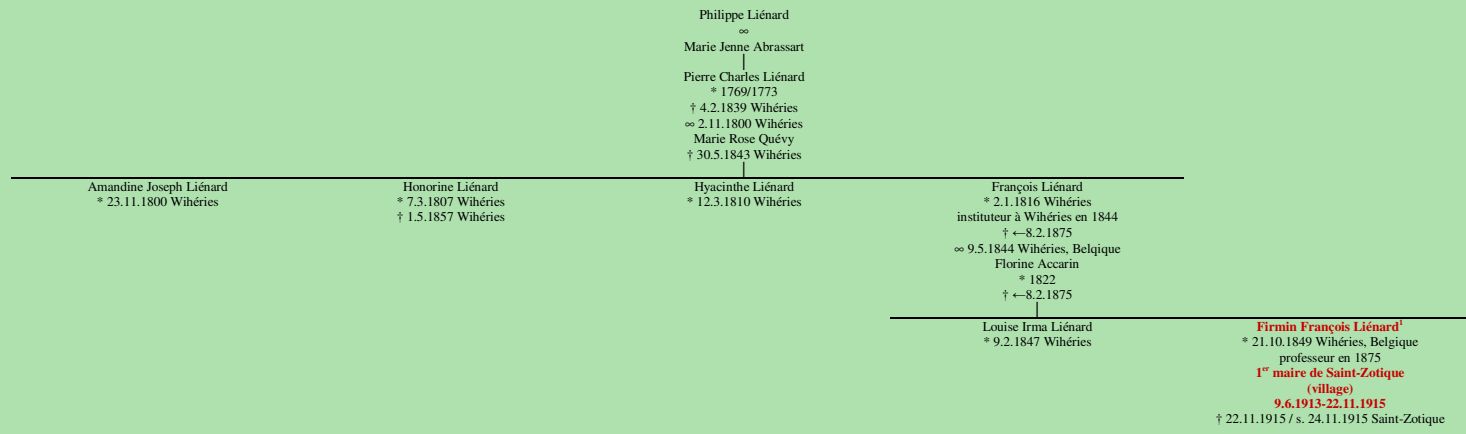 Philippe Liénard
∞
Marie Jenne Abrassart
Pierre Charles Liénard
* 1769/1773
† 4.2.1839 Wihéries
∞ 2.11.1800 Wihéries
Marie Rose Quévy
† 30.5.1843 Wihéries
Amandine Joseph Liénard
* 23.11.1800 Wihéries
Honorine Liénard
* 7.3.1807 Wihéries
† 1.5.1857 Wihéries
Hyacinthe Liénard
* 12.3.1810 Wihéries
François Liénard
* 2.1.1816 Wihéries
instituteur à Wihéries en 1844
† ←8.2.1875
∞ 9.5.1844 Wihéries, Belqique
Florine Accarin
* 1822
† ←8.2.1875
Louise Irma Liénard
* 9.2.1847 Wihéries
Firmin François Liénard¹
* 21.10.1849 Wihéries, Belgique
professeur en 1875
1er maire de Saint-Zotique
(village)
9.6.1913-22.11.1915
† 22.11.1915 / s. 24.11.1915 Saint-Zotique